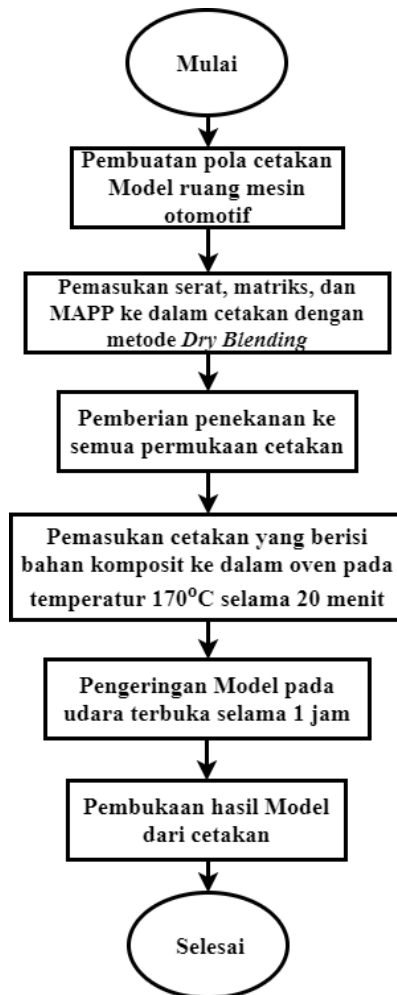 Mulai
Pembuatan pola cetakan
Model ruang mesin
otomotif
Pemasukan serat, matriks, dan
MAPP ke dalam cetakan dengan
metode Dry Blending
Pemberian penekanan ke
semua permukaan cetakan
Pemasukan cetakan yang berisi
bahan komposit ke dalam oven pada
temperatur 170°C selama 20 menit
Pengeringan Model pada
udara terbuka selama 1 jam
Pembukaan hasil Model
dari cetakan
Selesai